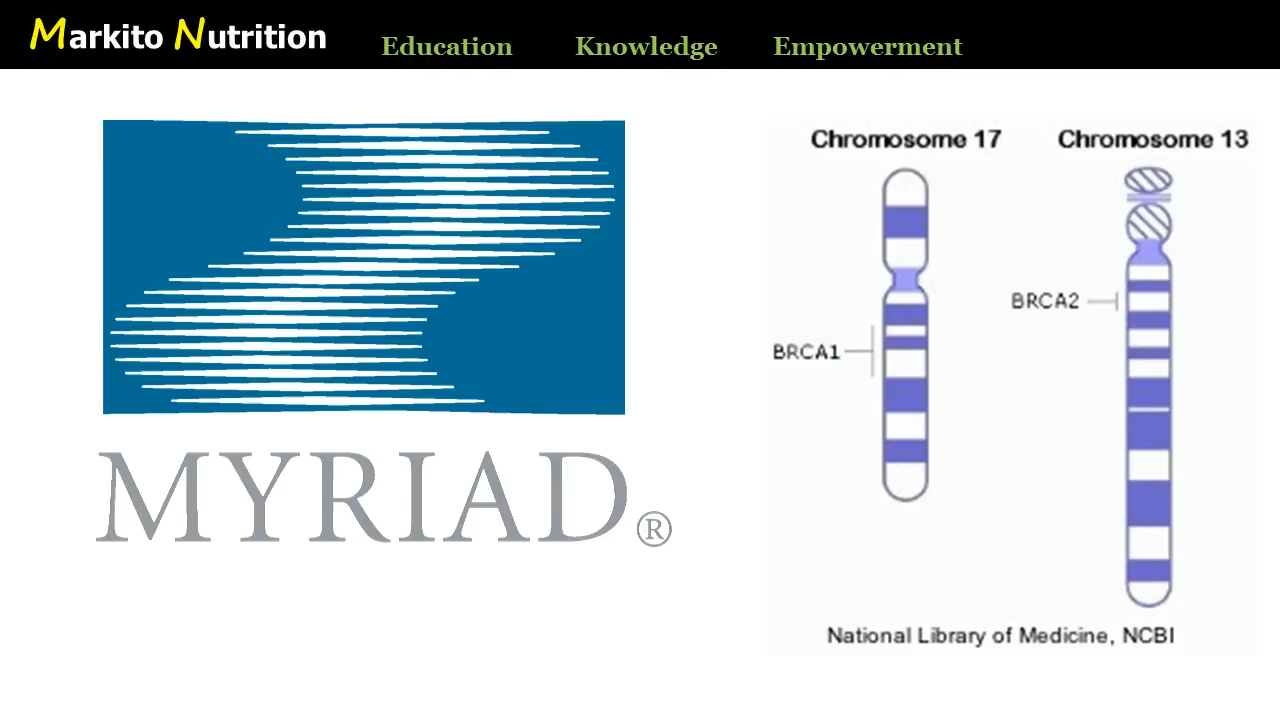 Markito Nutrition
Education Knowledge Empowerment
MYRIAD®
Chromosome 17
Chromosome 13
BRCA2
BRCA1
National Library of Medicine, NCBI